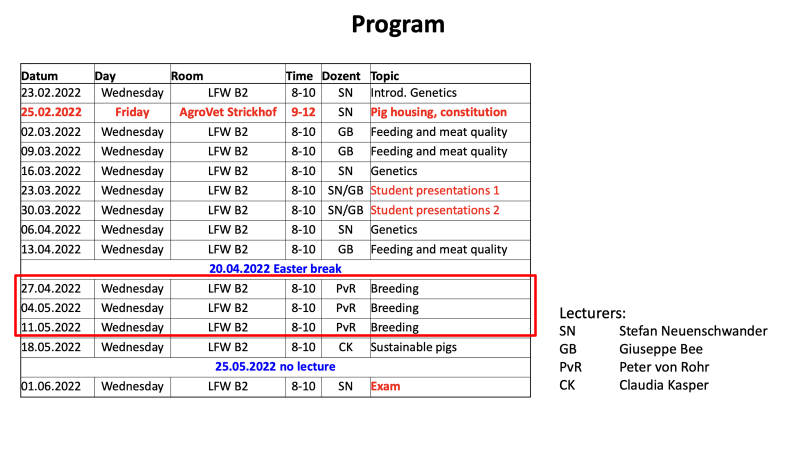 Program
Datum Day Room Time Dozent Topic
23.02.2022 Wednesday LFW B2 8-10 SN Introd. Genetics
25.02.2022 Friday AgroVet Strickhof 9-12 SN Pig housing, constitution
02.03.2022 Wednesday LFW B2 8-10 GB Feeding and meat quality
09.03.2022 Wednesday LFW B2 8-10 GB Feeding and meat quality
16.03.2022 Wednesday LFW B2 8-10 SN Genetics
23.03.2022 Wednesday LFW B2 8-10 SN/GB Student presentations 1
30.03.2022 Wednesday LFW B2 8-10 SN/GB Student presentations 2
06.04.2022 Wednesday LFW B2 8-10 SN Genetics
13.04.2022 Wednesday LFW B2 8-10 GB Feeding and meat quality
20.04.2022 Easter break
27.04.2022 Wednesday LFW B2 8-10 PvR Breeding
04.05.2022 Wednesday LFW B2 8-10 PvR Breeding
11.05.2022 Wednesday LFW B2 8-10 PvR Breeding
18.05.2022 Wednesday LFW B2 8-10 CK Sustainable pigs
25.05.2022 no lecture
01.06.2022 Wednesday LFW B2 8-10 SN Exam
Lecturers:
SN Stefan Neuenschwander
GB Giuseppe Bee
PvR Peter von Rohr
CK Claudia Kasper